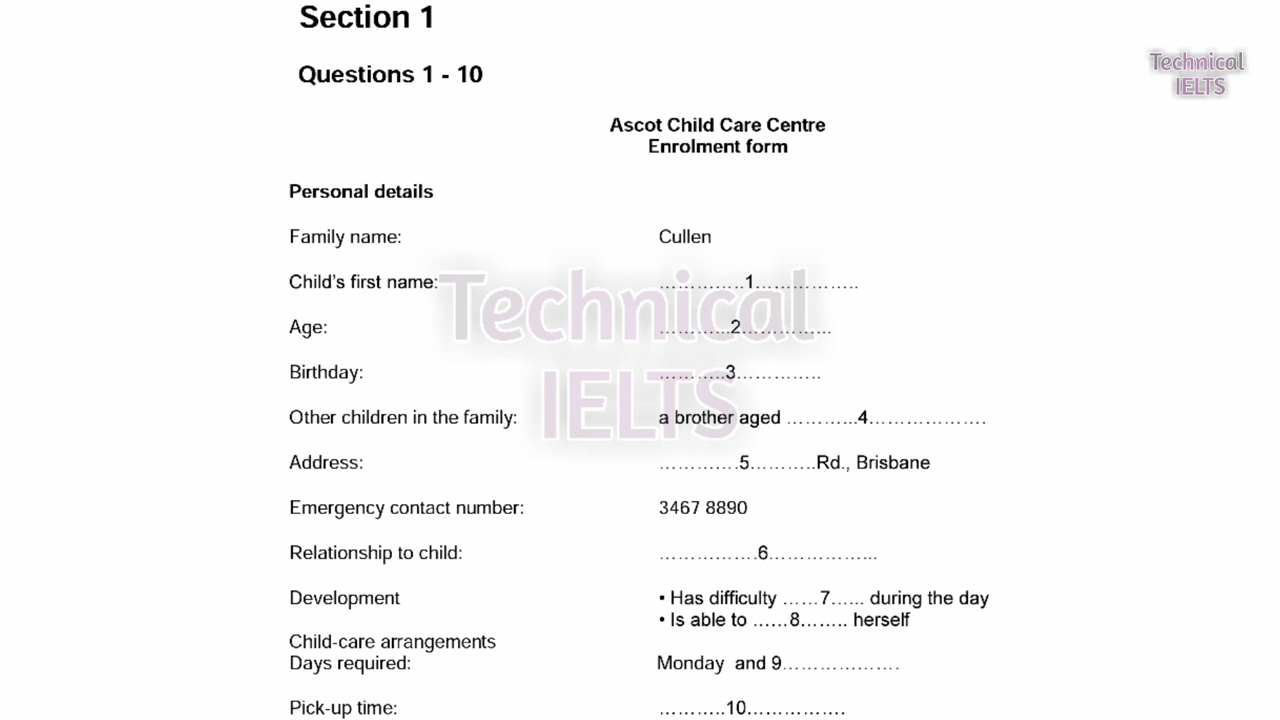 Section 1
Technical
IELTS
Questions 1 - 10
Ascot Child Care Centre
Enrolment form
Personal details
Family name: Cullen
Child's first name: …………..1……………..
Age: ………...2…………...
Birthday: ………..3…………..
Other children in the family: a brother aged ………...4……………….
Address: ………….5………..Rd., Brisbane
Emergency contact number: 3467 8890
Relationship to child: …………….6……………...
Development • Has difficulty ……7…... during the day
• Is able to ……8…….. herself
Child-care arrangements
Days required: Monday and 9……………….
Pick-up time: ………..10…………….
Technical
IELTS